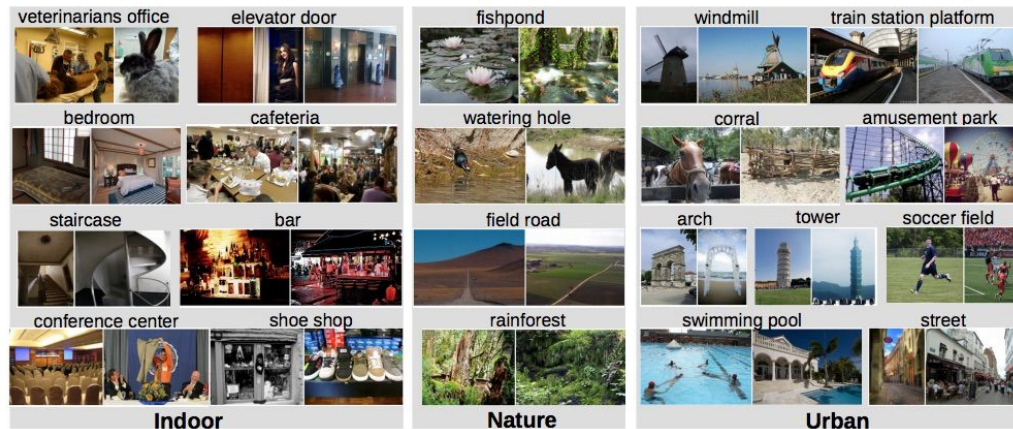 veterinarians office
elevator door
fishpond
windmill
train station platform
bedroom
cafeteria
watering hole
corral
amusement park
staircase
bar
field road
arch
tower
soccer field
conference center
shoe shop
rainforest
swimming pool
street
Indoor
Nature
Urban